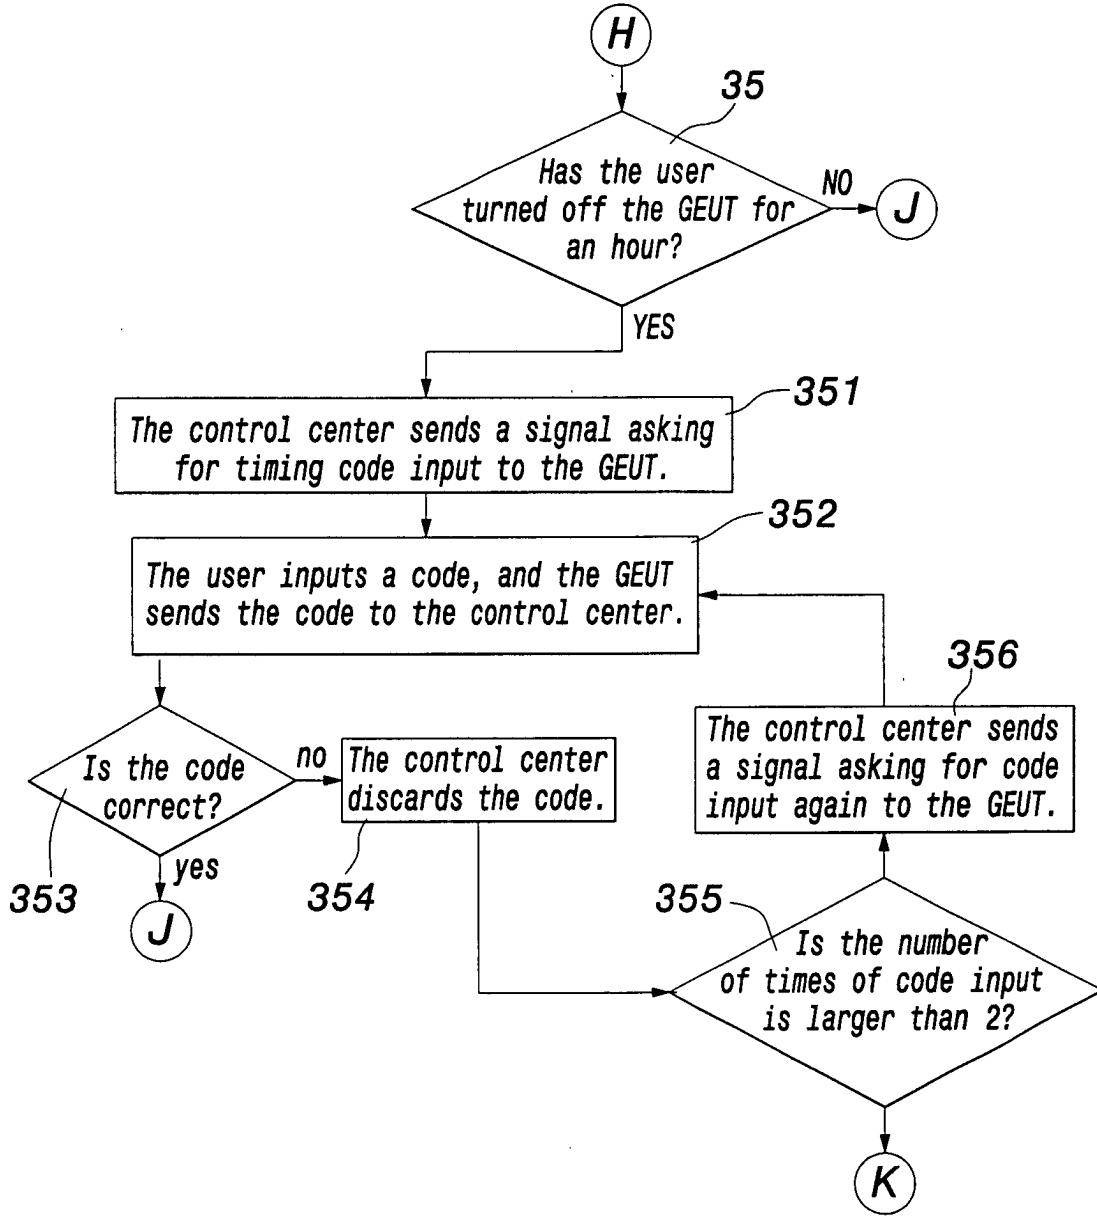 H
35
Has the user
turned off the GEUT for
an hour?
NO
J
YES
351
The control center sends a signal asking
for timing code input to the GEUT.
352
The user inputs a code, and the GEUT
sends the code to the control center.
356
The control center sends
a signal asking for code
input again to the GEUT.
Is the code
correct?
no
The control center
discards the code.
353
yes
354
J
355
Is the number
of times of code input
is larger than 2?
K